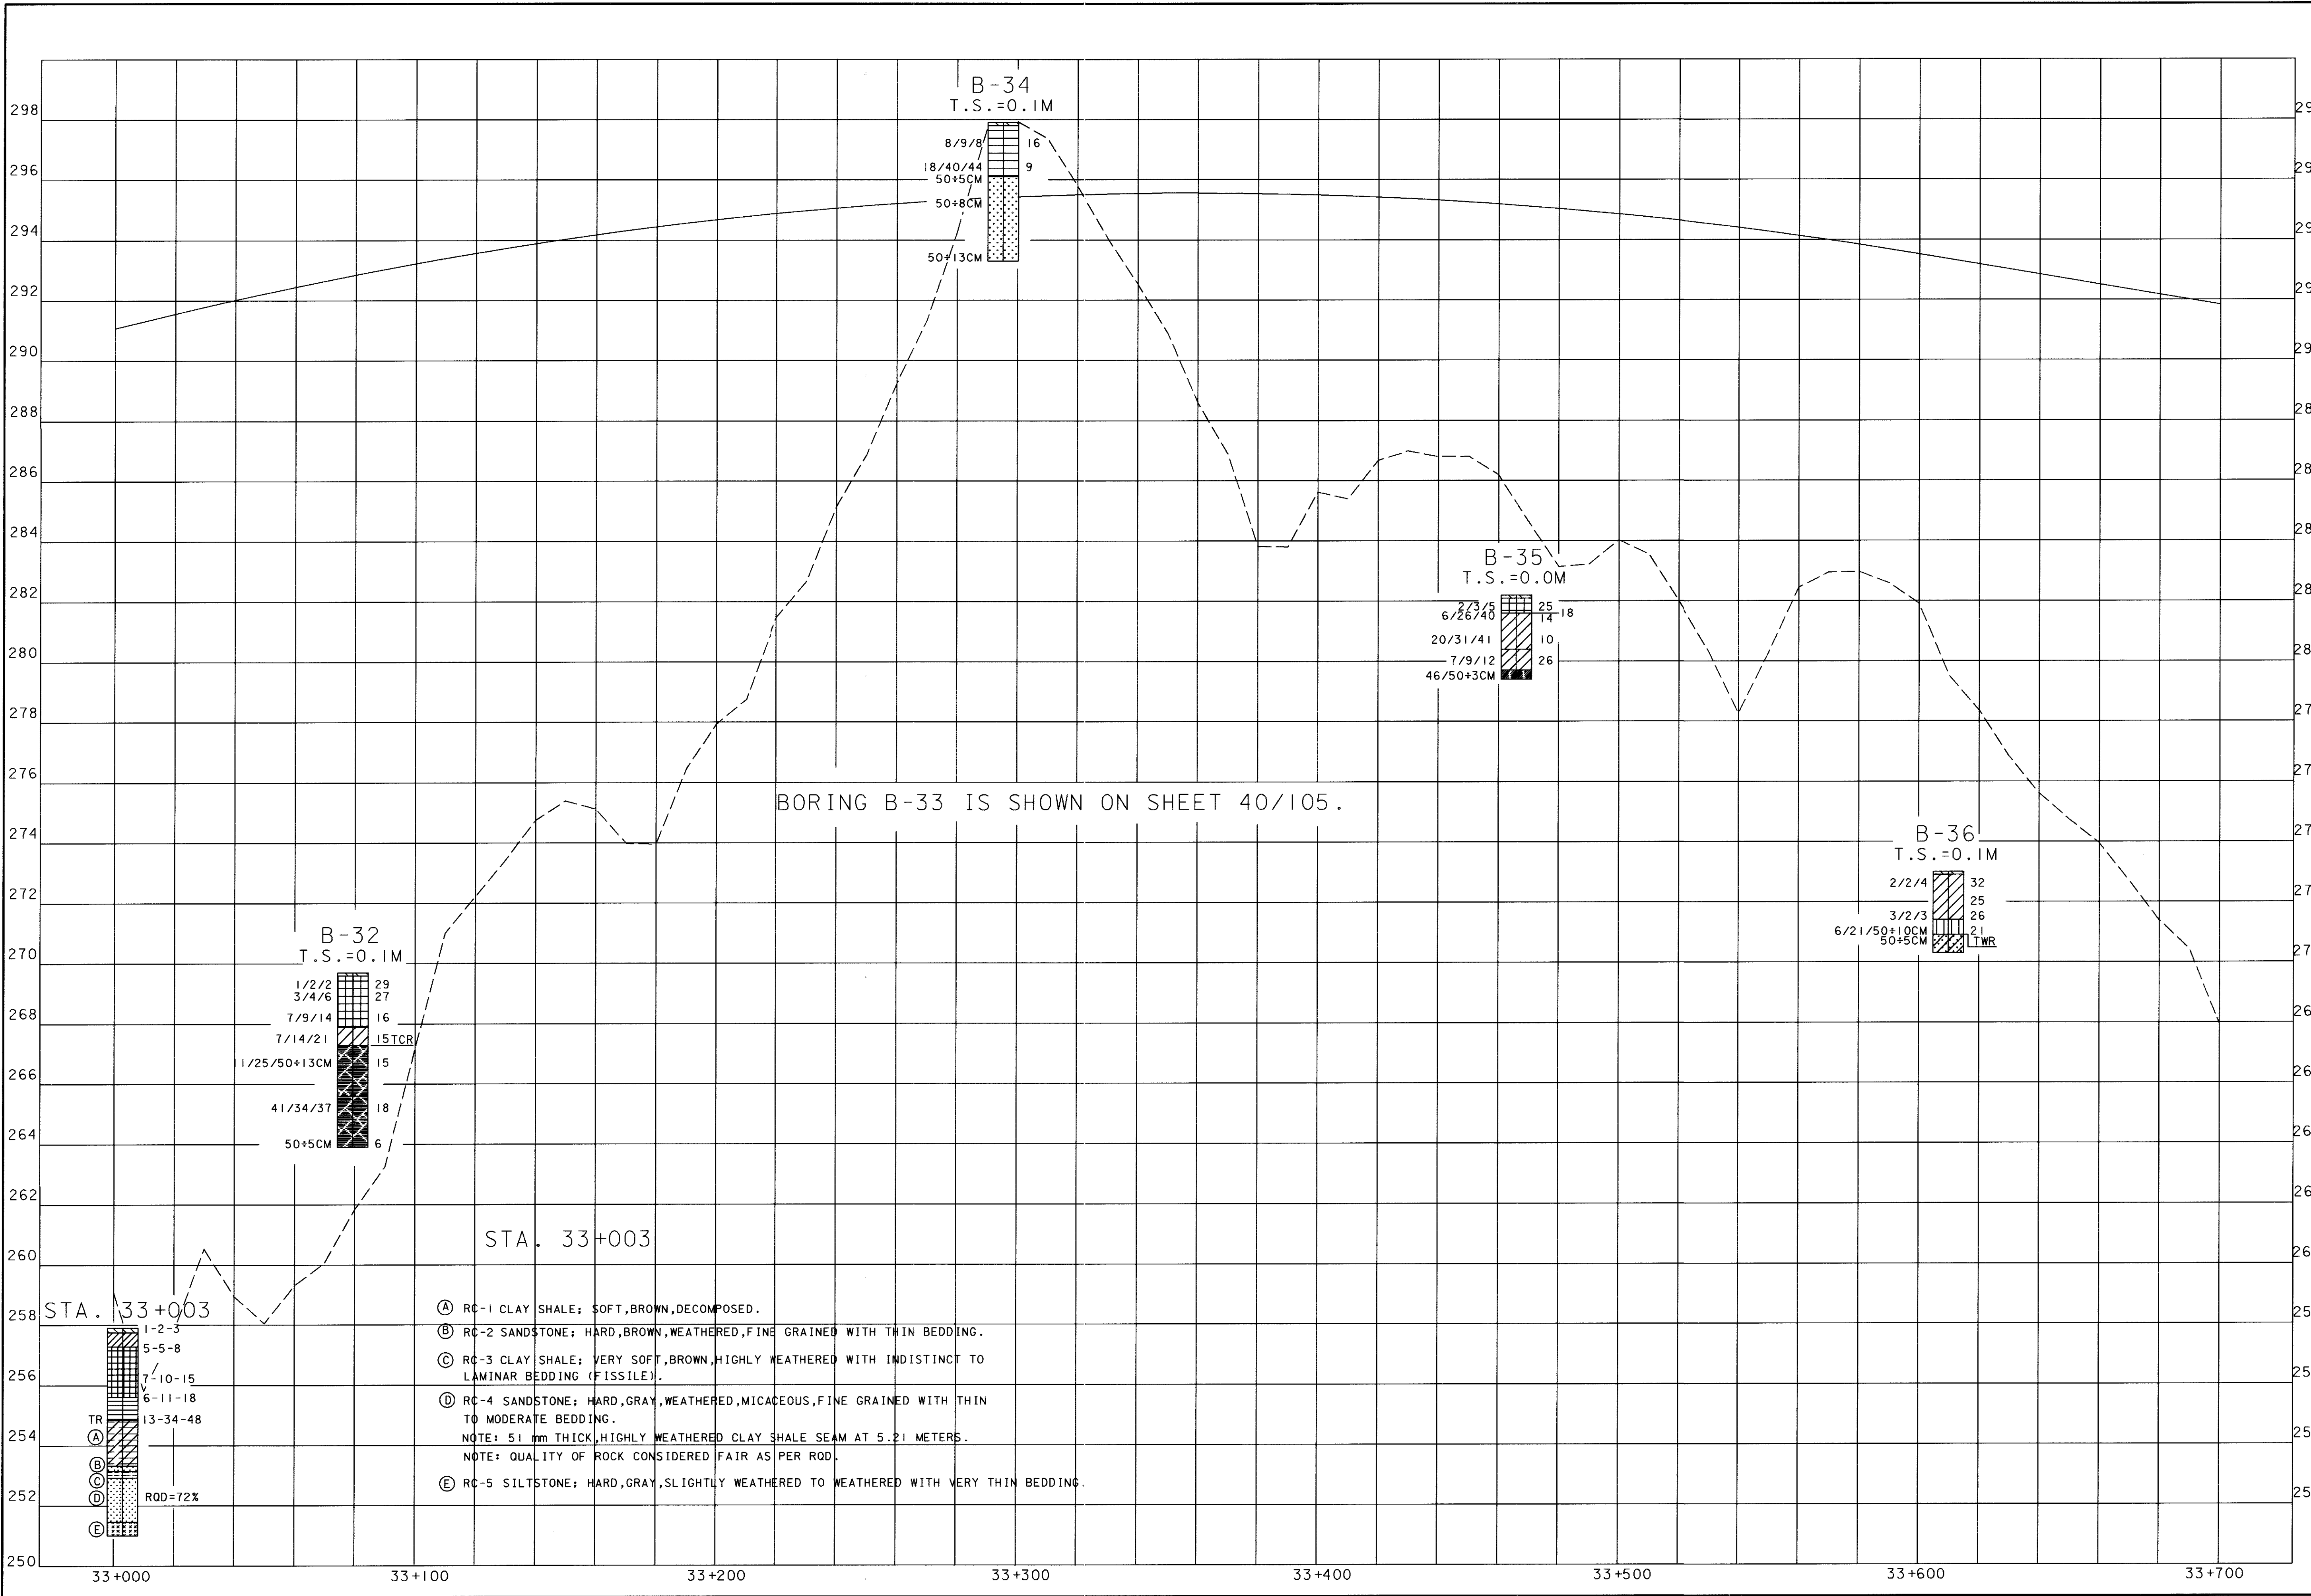 B-34
T.S.=0.1M
298
8/9/8 16
18/40/44 9
296
50÷5CM
50÷8CM
294
50÷13CM
292
290
288
286
284
B-35
T.S.=0.0M
282
2/3/5 25
6/26/40 18
14
20/31/41 10
280
7/9/12 26
46/50÷3CM
278
276
BORING B-33 IS SHOWN ON SHEET 40/105.
274
B-36
T.S.=0.1M
272
2/2/4 32
25
3/2/3 26
6/21/50÷10CM 21
50÷5CM TWR
B-32
T.S.=0.1M
270
1/2/2 29
3/4/6 27
268
7/9/14 16
7/14/21 15 TCR
11/25/50÷13CM 15
266
41/34/37 18
264
50÷5CM 6
262
STA. 33+003
260
STA. 33+003
258
1-2-3
5-5-8
256
7-10-15
6-11-18
TR 13-34-48
254
A
B
C
D RQD=72%
252
E
250
A RC-1 CLAY SHALE; SOFT,BROWN,DECOMPOSED.
B RC-2 SANDSTONE; HARD,BROWN,WEATHERED,FINE GRAINED WITH THIN BEDDING.
C RC-3 CLAY SHALE; VERY SOFT,BROWN,HIGHLY WEATHERED WITH INDISTINCT TO
LAMINAR BEDDING (FISSILE).
D RC-4 SANDSTONE; HARD,GRAY,WEATHERED,MICACEOUS,FINE GRAINED WITH THIN
TO MODERATE BEDDING.
NOTE: 51 mm THICK,HIGHLY WEATHERED CLAY SHALE SEAM AT 5.21 METERS.
NOTE: QUALITY OF ROCK CONSIDERED FAIR AS PER RQD.
E RC-5 SILTSTONE; HARD,GRAY,SLIGHTLY WEATHERED TO WEATHERED WITH VERY THIN BEDDING.
33+000 33+100 33+200 33+300 33+400 33+500 33+600 33+700